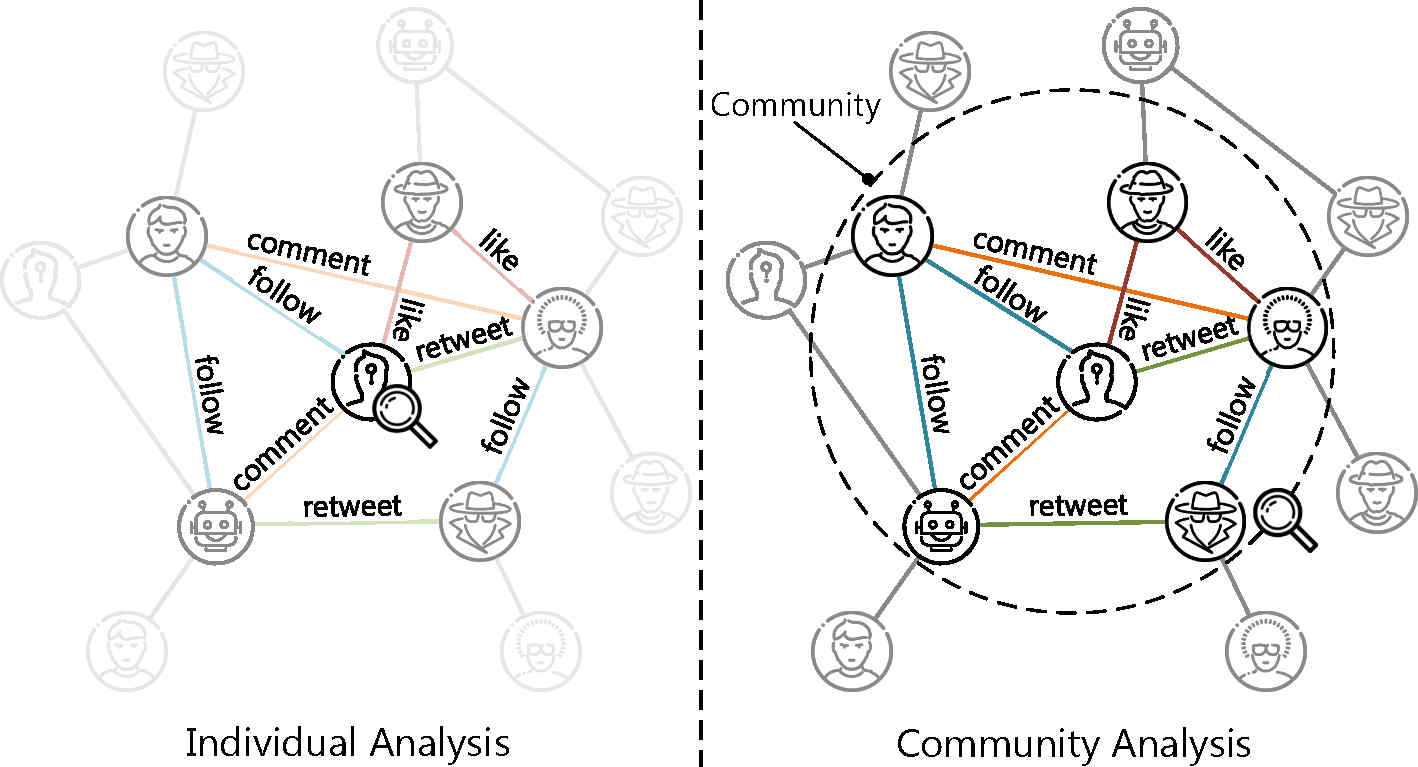 comment
like
follow
like
retweet
follow
follow
comment
retweet
Individual Analysis
Community
comment
like
follow
like
retweet
follow
follow
comment
retweet
Community Analysis